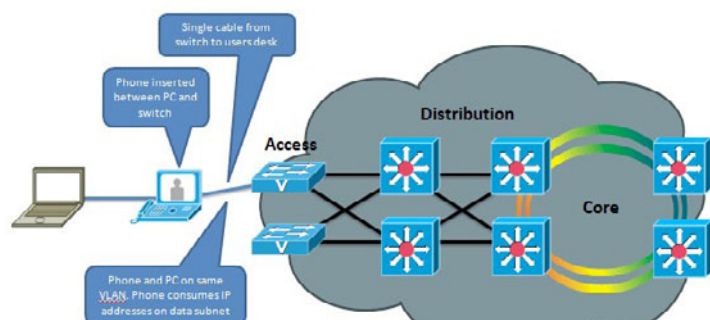 Single cable from
switch to users desk
Phone inserted
between PC and
switch
Distribution
Access
V
V
Core
Phone and PC on same
VLAN. Phone consumes IP
addresses on data subnet